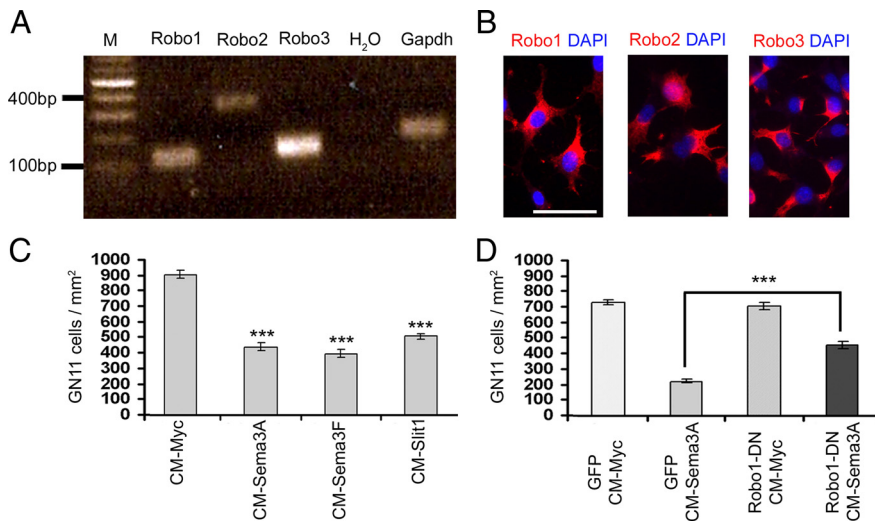 A
M Robo1 Robo2 Robo3 H₂O Gapdh
400bp
100bp
B
Robo1 DAPI Robo2 DAPI Robo3 DAPI
C
GN11 cells / mm²
1000
900
800
700
600
500
400
300
200
100
0
***
***
***
CM-Myc
CM-Sema3A
CM-Sema3F
CM-Slit1
D
GN11 cells / mm²
1000
900
800
700
600
500
400
300
200
100
0
***
GFP
CM-Myc
GFP
CM-Sema3A
Robo1-DN
CM-Myc
Robo1-DN
CM-Sema3A